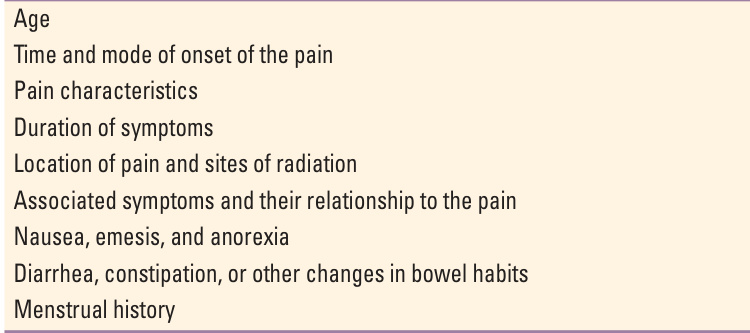 Age
Time and mode of onset of the pain
Pain characteristics
Duration of symptoms
Location of pain and sites of radiation
Associated symptoms and their relationship to the pain
Nausea, emesis, and anorexia
Diarrhea, constipation, or other changes in bowel habits
Menstrual history